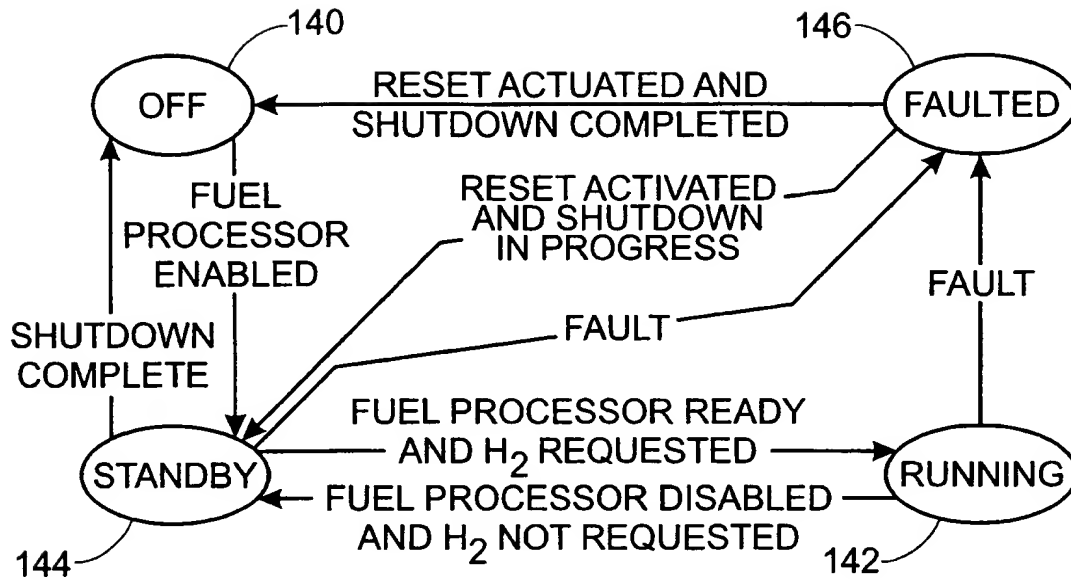 140
146
OFF
FAULTED
RESET ACTUATED AND
SHUTDOWN COMPLETED
FUEL
PROCESSOR
ENABLED
RESET ACTIVATED
AND SHUTDOWN
IN PROGRESS
FAULT
FAULT
SHUTDOWN
COMPLETE
FUEL PROCESSOR READY
AND H₂ REQUESTED
STANDBY
RUNNING
FUEL PROCESSOR DISABLED
AND H₂ NOT REQUESTED
144
142